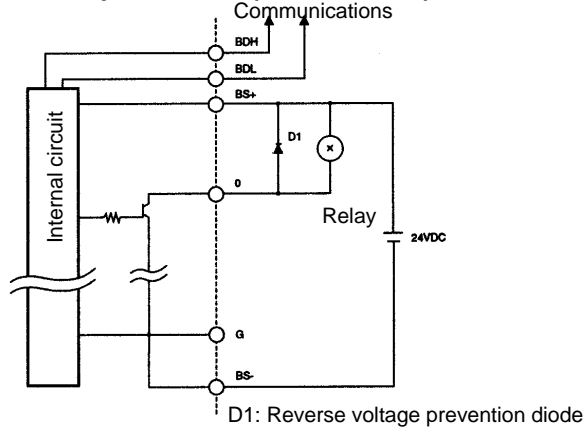 Communications
BDH
BDL
BS+
D1
0
Internal circuit
Relay
24VDC
G
BS-
D1: Reverse voltage prevention diode